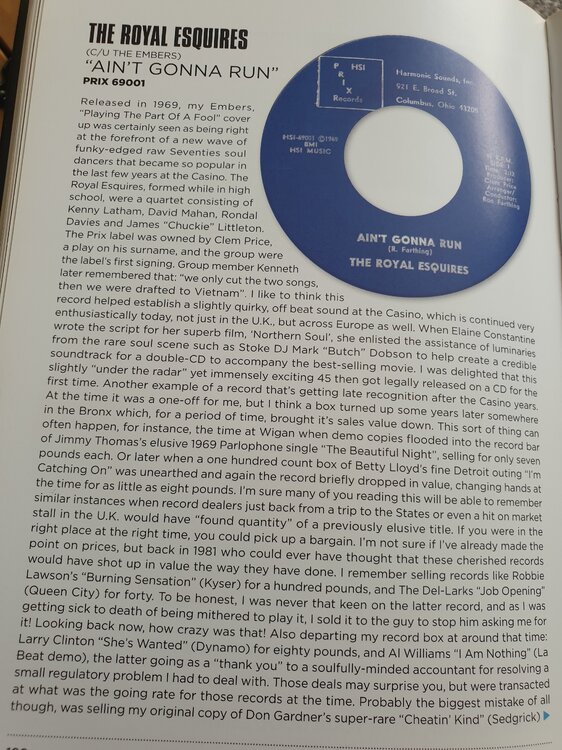 THE ROYAL ESQUIRES
(C/U THE EMBERS)
“AIN’T GONNA RUN”
PRIX 69001
Released in 1969, my Embers,
“Playing The Part Of A Fool” cover
up was certainly seen as being right
at the forefront of a new wave of
funky-edged raw Seventies soul
dancers that became so popular in
the last few years at the Casino. The
Royal Esquires, formed while in high
school, were a quartet consisting of
Kenny Latham, David Mahan, Rondal
Davies and James “Chuckie” Littleton.
The Prix label was owned by Clem Price,
a play on his surname, and the group were
the label’s first signing. Group member Kenneth
later remembered that: “we only cut the two songs,
then we were drafted to Vietnam”. I like to think this
record helped establish a slightly quirky, off beat sound at the Casino, which is continued very
enthusiastically today, not just in the U.K., but across Europe as well. When Elaine Constantine
wrote the script for her superb film, ‘Northern Soul’, she enlisted the assistance of luminaries
from the rare soul scene such as Stoke DJ Mark “Butch” Dobson to help create a credible
soundtrack for a double-CD to accompany the best-selling movie. I was delighted that this
slightly “under the radar” yet immensely exciting 45 then got legally released on a CD for the
first time. Another example of a record that’s getting late recognition after the Casino years.
At the time it was a one-off for me, but I think a box turned up some years later somewhere
in the Bronx which, for a period of time, brought it’s sales value down. This sort of thing can
often happen, for instance, the time at Wigan when demo copies flooded into the record bar
of Jimmy Thomas’s elusive 1969 Parlophone single “The Beautiful Night”, selling for only seven
pounds each. Or later when a one hundred count box of Betty Lloyd’s fine Detroit outing “I’m
Catching On” was unearthed and again the record briefly dropped in value, changing hands at
the time for as little as eight pounds. I’m sure many of you reading this will be able to remember
similar instances when record dealers just back from a trip to the States or even a hit on market
stall in the U.K. would have “found quantity” of a previously elusive title. If you were in the
right place at the right time, you could pick up a bargain. I’m not sure if I’ve already made the
point on prices, but back in 1981 who could ever have thought that these cherished records
would have shot up in value the way they have done. I remember selling records like Robbie
Lawson’s “Burning Sensation” (Kyser) for a hundred pounds, and The Del-Larks “Job Opening”
(Queen City) for forty. To be honest, I was never that keen on the latter record, and as I was
getting sick to death of being mithered to play it, I sold it to the guy to stop him asking me for
it! Looking back now, how crazy was that! Also departing my record box at around that time:
Larry Clinton “She’s Wanted” (Dynamo) for eighty pounds, and Al Williams “I Am Nothing” (La
Beat demo), the latter going as a “thank you” to a soulfully-minded accountant for resolving a
small regulatory problem I had to deal with. Those deals may surprise you, but were transacted
at what was the going rate for those records at the time. Probably the biggest mistake of all
though, was selling my original copy of Don Gardner’s super-rare “Cheatin’ Kind” (Sedgrick)
P HSI
R
I
X
Records
Harmonic Sounds, Inc.
921 E. Broad St.
Columbus, Ohio 43205
HSI-69001 ©1969
BMI
HSI MUSIC
Producer:
Clem Price
Arranger/
Conductor:
Ron Farthing
AIN'T GONNA RUN
(R. Farthing)
THE ROYAL ESQUIRES